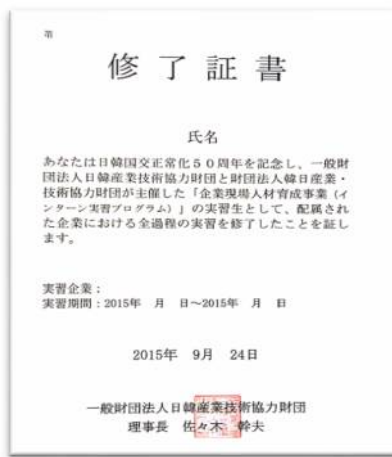 第
修了証書
氏名
あなたは日韓国交正常化50周年を記念し、一般財
団法人日韓産業技術協力財団と財団法人韓日産業・
技術協力財団が主催した「企業現場人材育成事業（イ
ンターン実習プログラム）」の実習生として、配属され
た企業における全過程の実習を修了したことを証し
ます。
実習企業：
実習期間：2015年　月　日～2015年　月　日
2015年　9月　24日
一般財団法人日韓産業技術協力財団
理事長　佐々木　幹夫